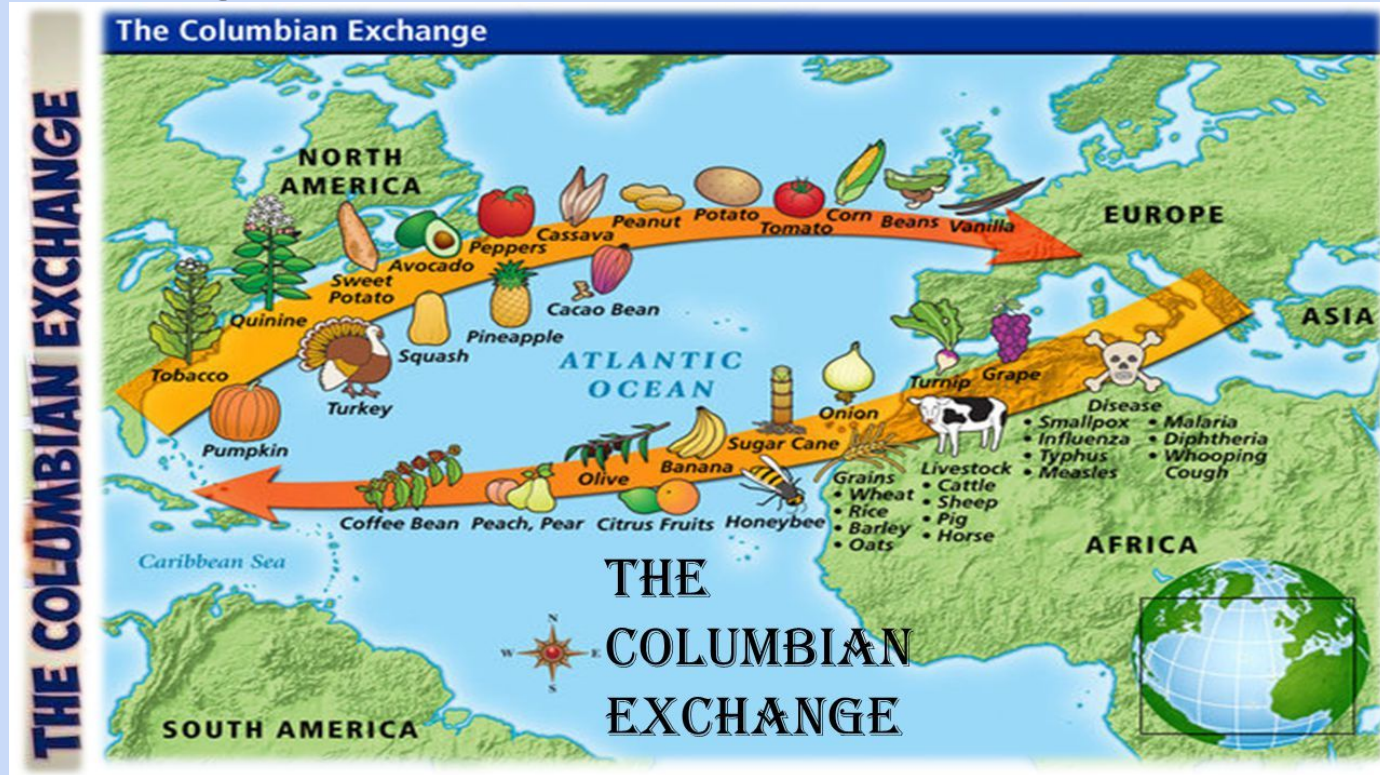 The Columbian Exchange
THE COLUMBIAN EXCHANGE
NORTH
AMERICA
EUROPE
ASIA
Sweet
Potato
Avocado
Peppers
Cassava
Peanut
Potato
Tomato
Corn
Beans
Vanilla
Quinine
Tobacco
Pumpkin
Turkey
Squash
Pineapple
Cacao Bean
ATLANTIC
OCEAN
Coffee Bean
Peach, Pear
Olive
Citrus Fruits
Banana
Honeybee
Sugar Cane
Onion
Grains
• Wheat
• Rice
• Barley
• Oats
Turnip
Grape
Livestock
• Cattle
• Sheep
• Pig
• Horse
Disease
• Smallpox
• Influenza
• Typhus
• Measles
• Malaria
• Diphtheria
• Whooping
Cough
AFRICA
Caribbean Sea
SOUTH AMERICA
N
W
E
S
THE
COLUMBIAN
EXCHANGE